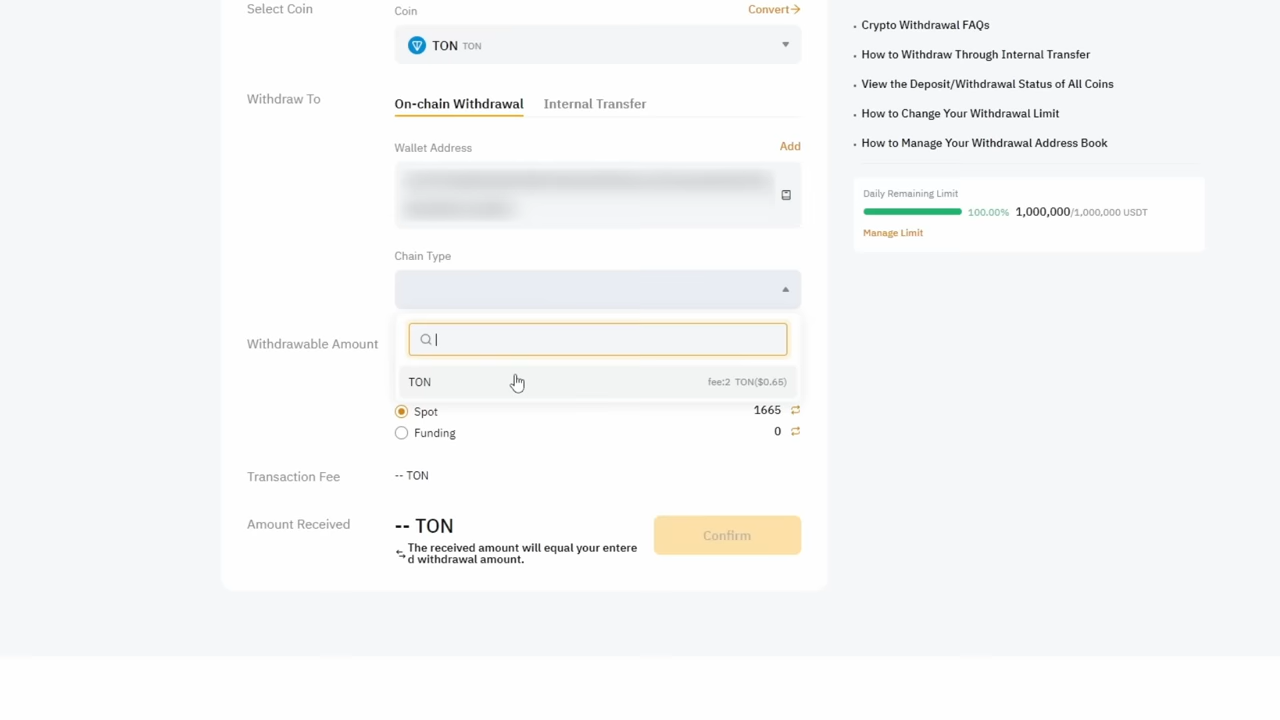 Select Coin
Coin
Convert→
TON TON
Withdraw To
On-chain Withdrawal
Internal Transfer
Wallet Address
Add
Chain Type
TON
fee:2 TON($0.65)
Withdrawable Amount
Spot
1665
Funding
0
Transaction Fee
-- TON
Amount Received
-- TON
The received amount will equal your entere
d withdrawal amount.
Confirm
Crypto Withdrawal FAQs
How to Withdraw Through Internal Transfer
View the Deposit/Withdrawal Status of All Coins
How to Change Your Withdrawal Limit
How to Manage Your Withdrawal Address Book
Daily Remaining Limit
100.00% 1,000,000/1,000,000 USDT
Manage Limit